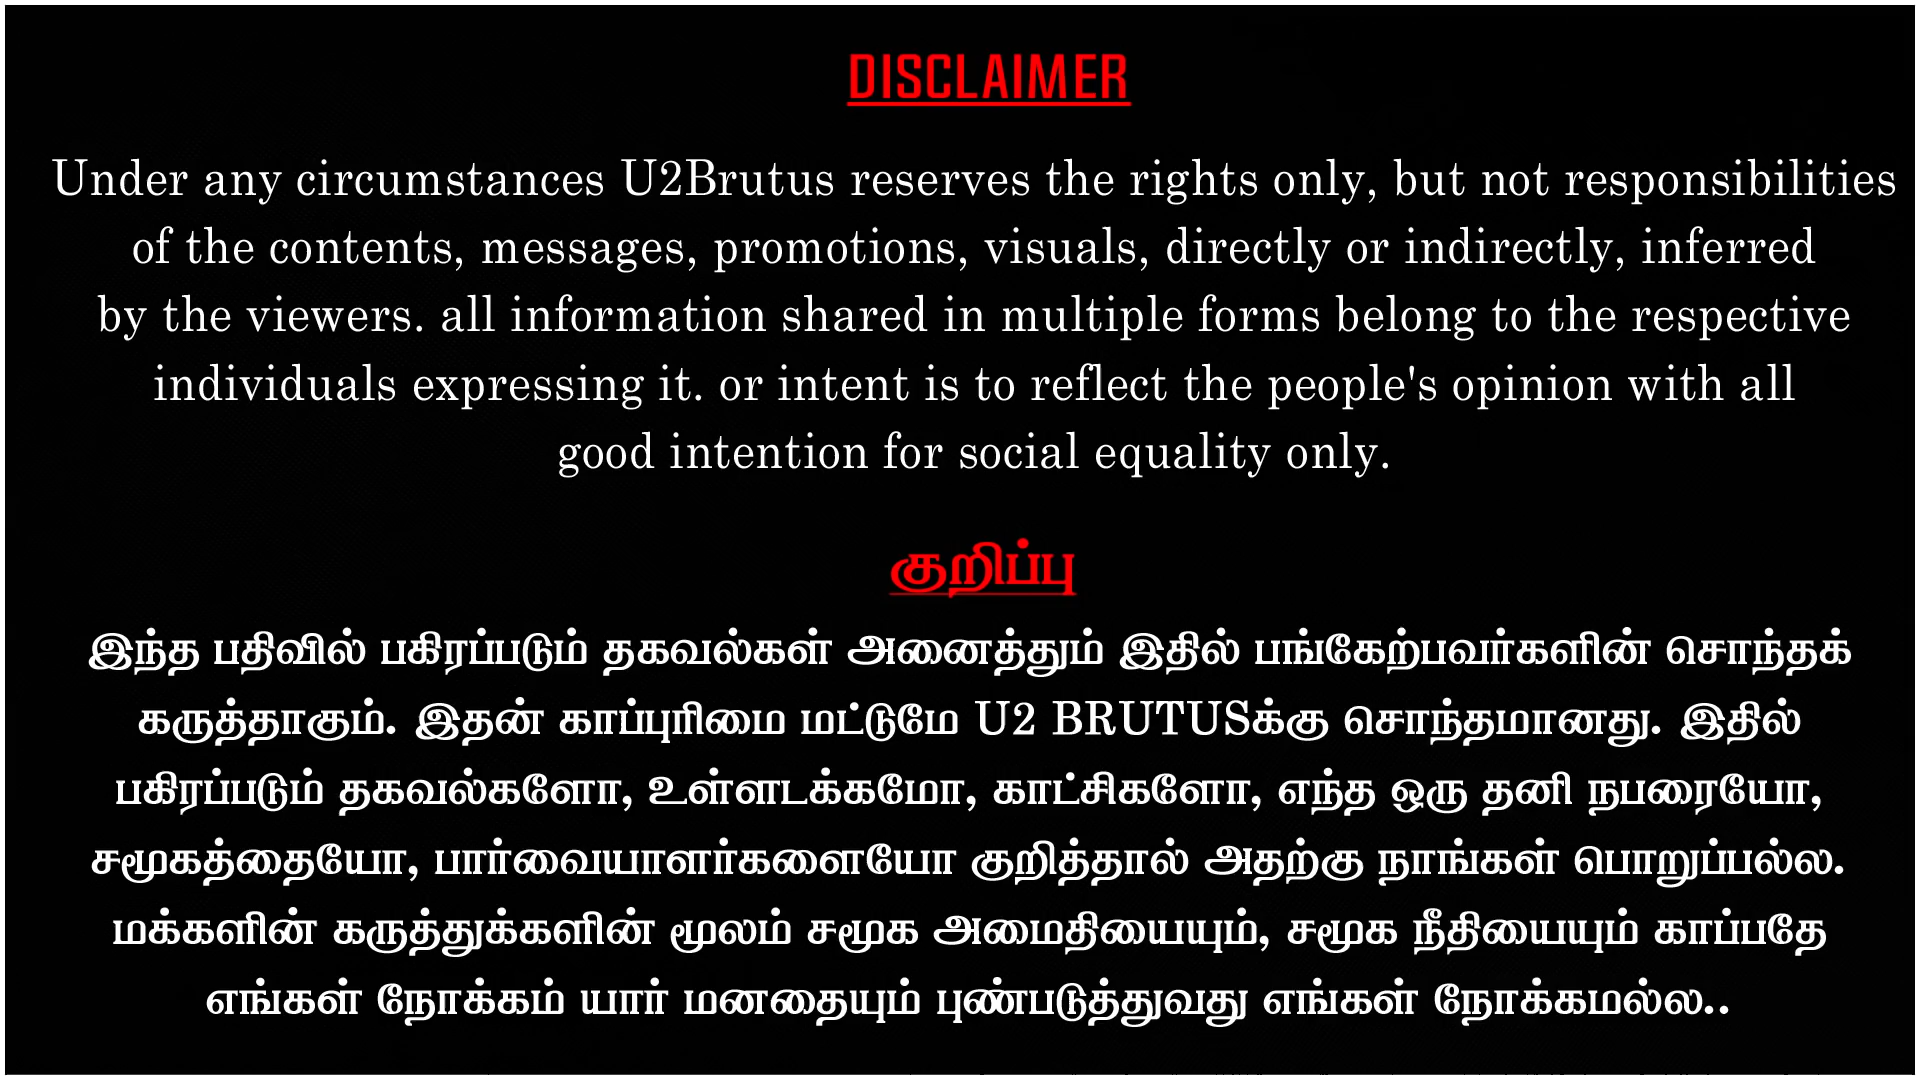 DISCLAIMER
Under any circumstances U2Brutus reserves the rights only, but not responsibilities
of the contents, messages, promotions, visuals, directly or indirectly, inferred
by the viewers. all information shared in multiple forms belong to the respective
individuals expressing it. or intent is to reflect the people's opinion with all
good intention for social equality only.
குறிப்பு
இந்த பதிவில் பகிரப்படும் தகவல்கள் அனைத்தும் இதில் பங்கேற்பவர்களின் சொந்தக்
கருத்தாகும். இதன் காப்புரிமை மட்டுமே U2 BRUTUSக்கு சொந்தமானது. இதில்
பகிரப்படும் தகவல்களோ, உள்ளடக்கமோ, காட்சிகளோ, எந்த ஒரு தனி நபரையோ,
சமூகத்தையோ, பார்வையாளர்களையோ குறித்தால் அதற்கு நாங்கள் பொறுப்பல்ல.
மக்களின் கருத்துக்களின் மூலம் சமூக அமைதியையும், சமூக நீதியையும் காப்பதே
எங்கள் நோக்கம் யார் மனதையும் புண்படுத்துவது எங்கள் நோக்கமல்ல..